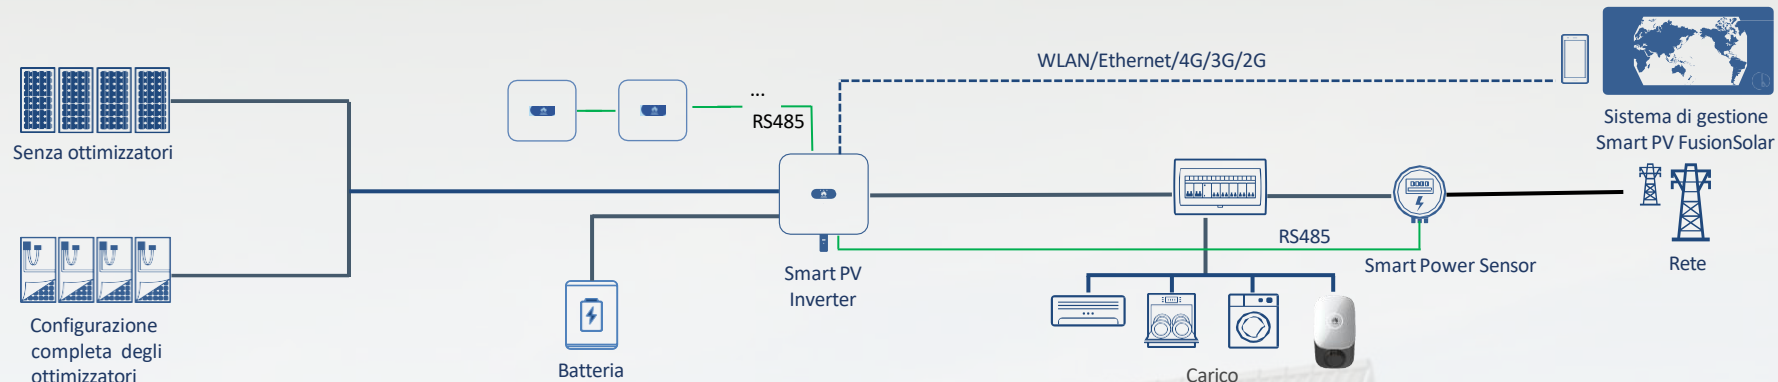 WLAN/Ethernet/4G/3G/2G
...
RS485
Senza ottimizzatori
Sistema di gestione
Smart PV FusionSolar
RS485
Smart PV
Inverter
Smart Power Sensor
Rete
Configurazione
completa degli
ottimizzatori
Batteria
Carico